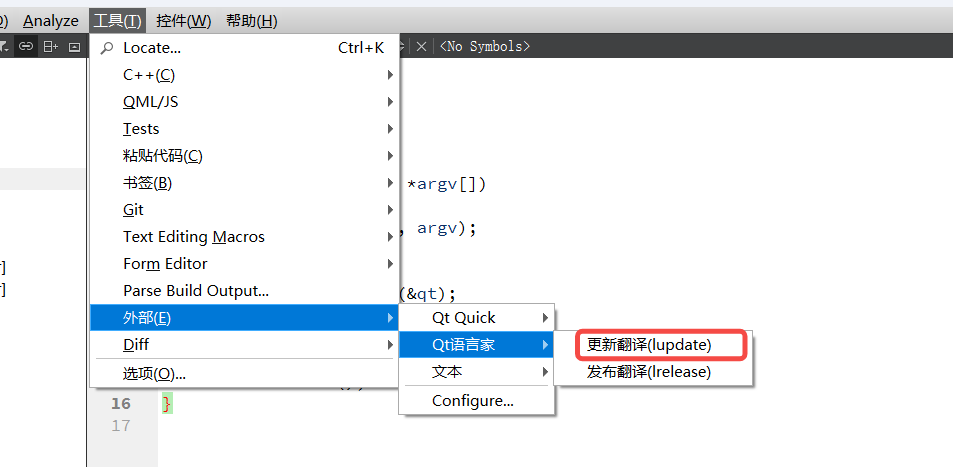 ) Analyze 工具(T) 控件(W) 帮助(H)
<No Symbols>
Locate... Ctrl+K
C++(C)
QML/JS
Tests
粘贴代码(C)
书签(B)
Git
Text Editing Macros
Form Editor
Parse Build Output...
外部(E)
Diff
选项(O)...
*argv[])
, argv);
]
]
(&qt);
Qt Quick
Qt语言家
文本
Configure...
更新翻译(lupdate)
发布翻译(lrelease)
16 }
17